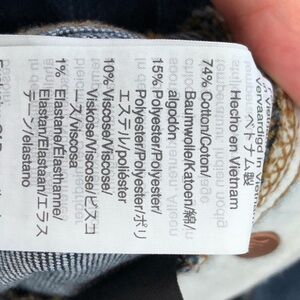 Vervaardigd in Vietnam
Hecho en Vietnam
ベトナム製
74% Cotton/Coton/
Baumwolle/Katoen/綿/
algodón
15% Polyester/Polyester/
Polyester/Polyester/ポリ
エステル/poliéster
10% Viscose/Viscose/
Viskose/Viscose/ビスコ
ース/viscosa
1% Elastane/Élasthane/
Elastan/Elastaan/エラス
テーン/elastano